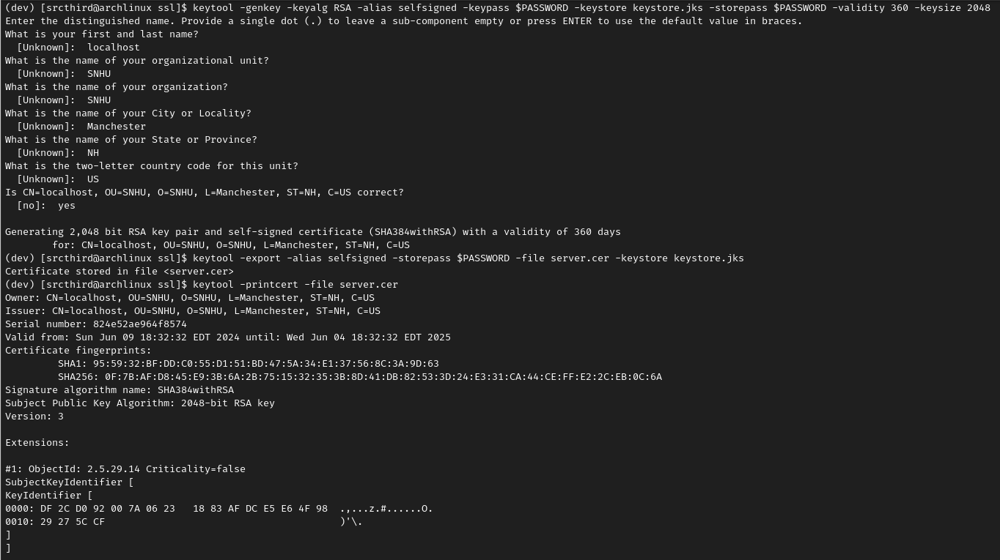 (dev) [srcthird@archlinux ssl]$ keytool -genkey -keyalg RSA -alias selfsigned -keypass $PASSWORD -keystore keystore.jks -storepass $PASSWORD -validity 360 -keysize 2048
Enter the distinguished name. Provide a single dot (.) to leave a sub-component empty or press ENTER to use the default value in braces.
What is your first and last name?
  [Unknown]:  localhost
What is the name of your organizational unit?
  [Unknown]:  SNHU
What is the name of your organization?
  [Unknown]:  SNHU
What is the name of your City or Locality?
  [Unknown]:  Manchester
What is the name of your State or Province?
  [Unknown]:  NH
What is the two-letter country code for this unit?
  [Unknown]:  US
Is CN=localhost, OU=SNHU, O=SNHU, L=Manchester, ST=NH, C=US correct?
  [no]:  yes

Generating 2,048 bit RSA key pair and self-signed certificate (SHA384withRSA) with a validity of 360 days
        for: CN=localhost, OU=SNHU, O=SNHU, L=Manchester, ST=NH, C=US
(dev) [srcthird@archlinux ssl]$ keytool -export -alias selfsigned -storepass $PASSWORD -file server.cer -keystore keystore.jks
Certificate stored in file <server.cer>
(dev) [srcthird@archlinux ssl]$ keytool -printcert -file server.cer
Owner: CN=localhost, OU=SNHU, O=SNHU, L=Manchester, ST=NH, C=US
Issuer: CN=localhost, OU=SNHU, O=SNHU, L=Manchester, ST=NH, C=US
Serial number: 824e52ae964f8574
Valid from: Sun Jun 09 18:32:32 EDT 2024 until: Wed Jun 04 18:32:32 EDT 2025
Certificate fingerprints:
         SHA1: 95:59:32:BF:DD:C0:55:D1:51:BD:47:5A:34:E1:37:56:8C:3A:9D:63
         SHA256: 0F:7B:AF:D8:45:E9:3B:6A:2B:75:15:32:35:3B:8D:41:DB:82:53:3D:24:E3:31:CA:44:CE:FF:E2:2C:EB:0C:6A
Signature algorithm name: SHA384withRSA
Subject Public Key Algorithm: 2048-bit RSA key
Version: 3

Extensions:

#1: ObjectId: 2.5.29.14 Criticality=false
SubjectKeyIdentifier [
KeyIdentifier [
0000: DF 2C D0 92 00 7A 06 23   18 83 AF DC E5 E6 4F 98  .,...z.#......O.
0010: 29 27 5C CF                                        )'\.
]
]